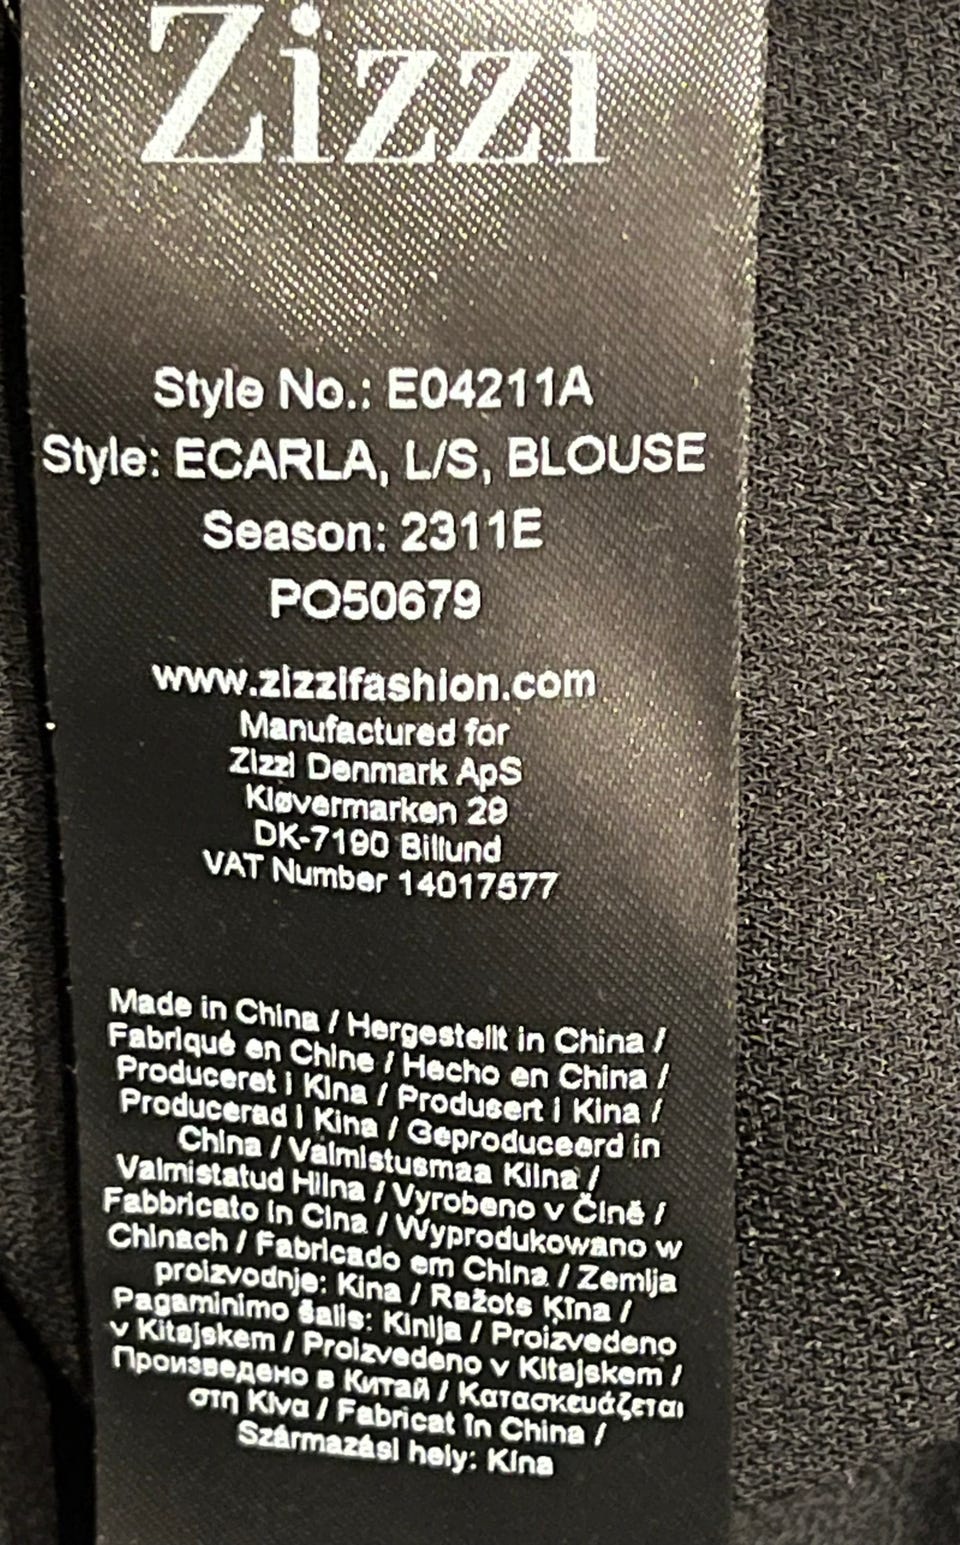 Zizzi
Style No.: E04211A
Style: ECARLA, L/S, BLOUSE
Season: 2311E
PO50679
www.zizzifashion.com
Manufactured for
Zizzi Denmark ApS
Kløvermarken 29
DK-7190 Billund
VAT Number 14017577
Made in China / Hergestellt in China /
Fabriqué en Chine / Hecho en China /
Produceret i Kina / Produsert i Kina /
Producerad i Kina / Geproduceerd in
China / Valmistusmaa Kiina /
Valmistatud Hiina / Vyrobeno v Číně /
Fabbricato in Cina / Wyprodukowano w
Chinach / Fabricado em China / Zemlja
proizvodnje: Kina / Ražots Ķīna /
Pagaminimo šalis: Kinija / Proizvedeno
v Kitajskem / Proizvedeno v Kitajskem /
Произведено в Китай / Κατασκευάζεται
στη Κίνα / Fabricat în China /
Származási hely: Kína